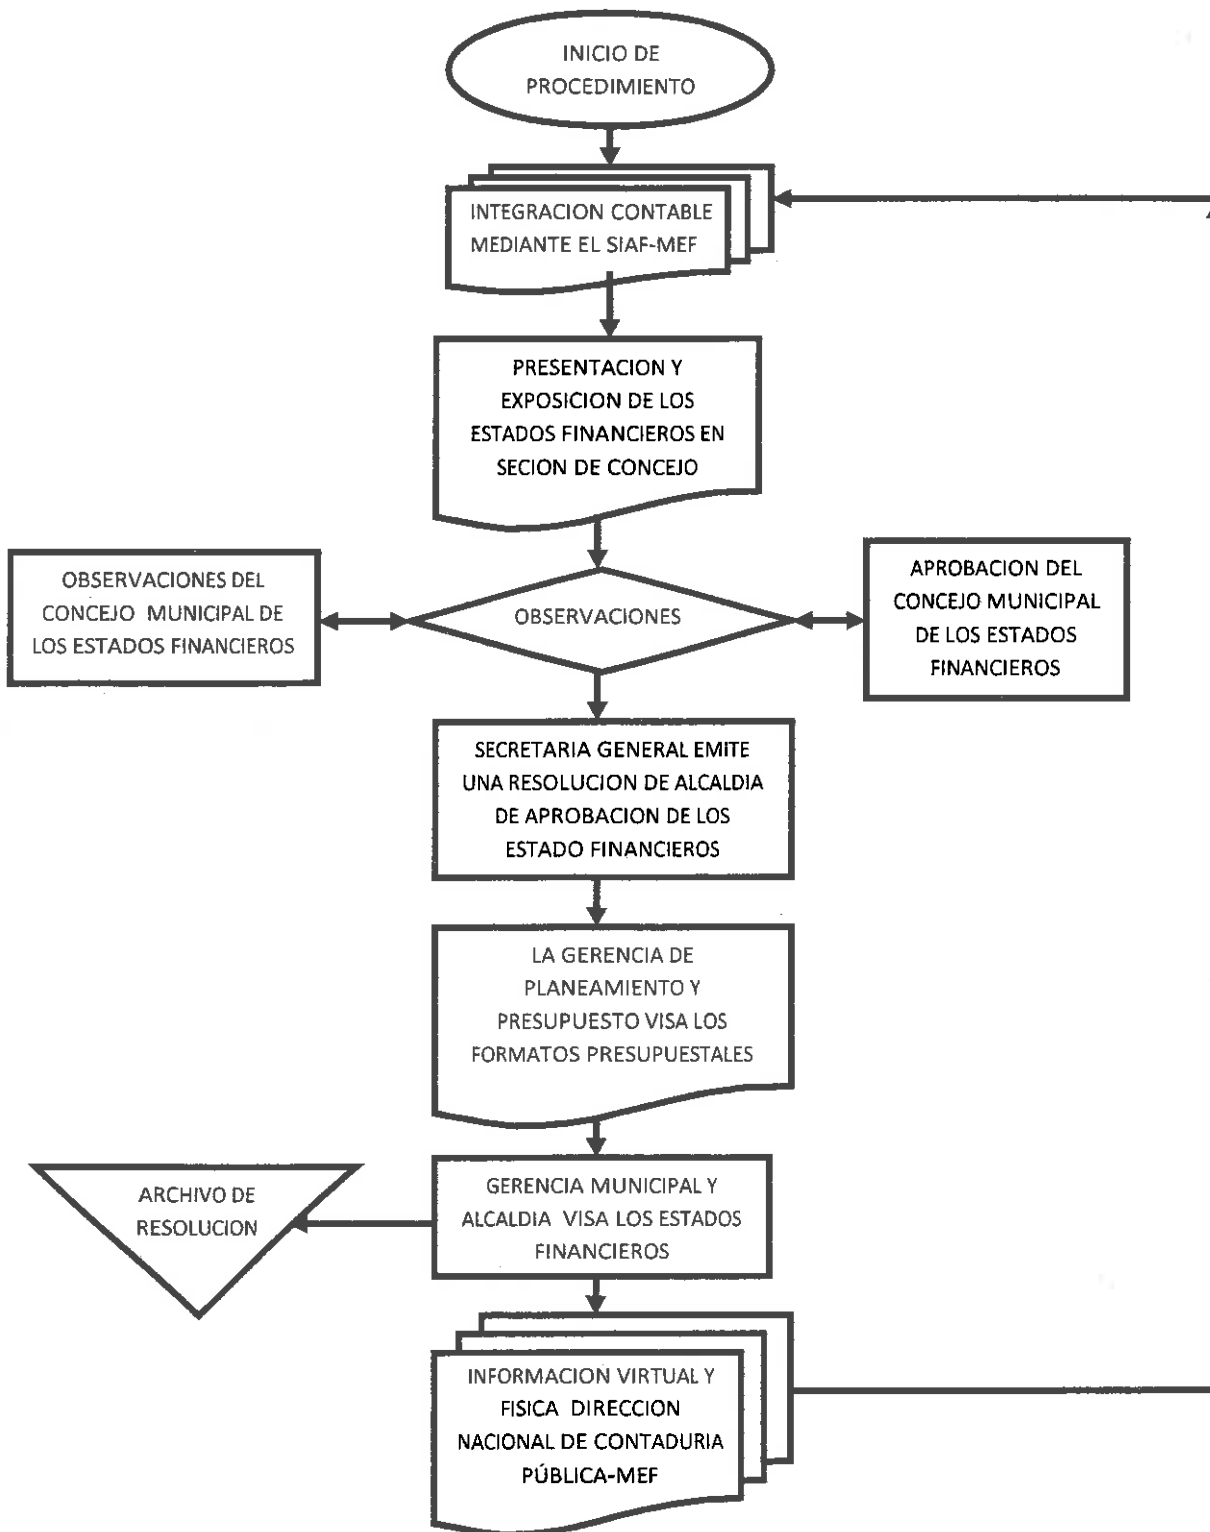 INICIO DE
PROCEDIMIENTO
INTEGRACION CONTABLE
MEDIANTE EL SIAF-MEF
PRESENTACION Y
EXPOSICION DE LOS
ESTADOS FINANCIEROS EN
SECION DE CONCEJO
OBSERVACIONES DEL
CONCEJO MUNICIPAL DE
LOS ESTADOS FINANCIEROS
OBSERVACIONES
APROBACION DEL
CONCEJO MUNICIPAL
DE LOS ESTADOS
FINANCIEROS
SECRETARIA GENERAL EMITE
UNA RESOLUCION DE ALCALDIA
DE APROBACION DE LOS
ESTADO FINANCIEROS
LA GERENCIA DE
PLANEAMIENTO Y
PRESUPUESTO VISA LOS
FORMATOS PRESUPUESTALES
ARCHIVO DE
RESOLUCION
GERENCIA MUNICIPAL Y
ALCALDIA VISA LOS ESTADOS
FINANCIEROS
INFORMACION VIRTUAL Y
FISICA DIRECCION
NACIONAL DE CONTADURIA
PÚBLICA-MEF